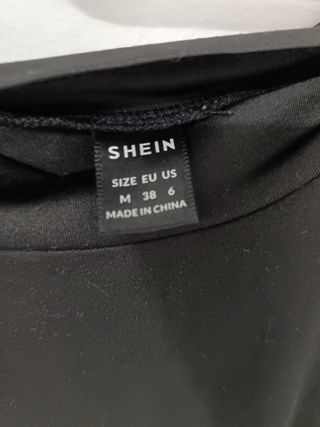 SHEIN
SIZE EU US
M 38 6
MADE IN CHINA